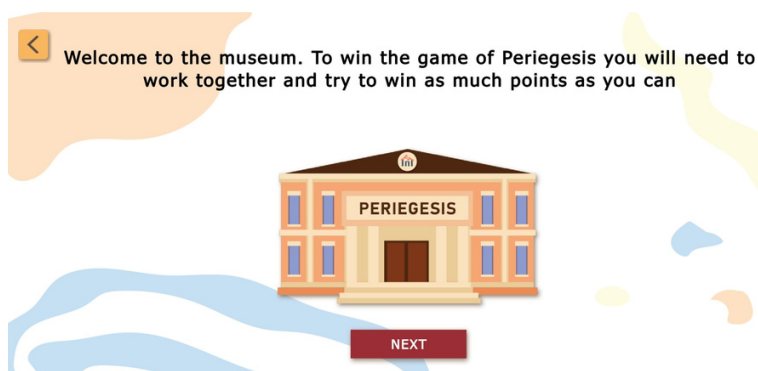 Welcome to the museum. To win the game of Periegesis you will need to
work together and try to win as much points as you can
PERIEGESIS
NEXT